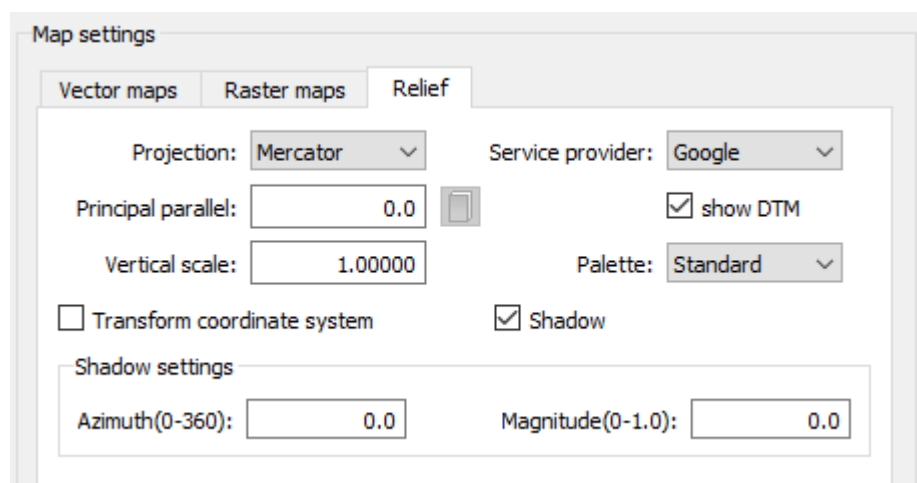 Map settings
Vector maps Raster maps Relief
Projection: Mercator Service provider: Google
Principal parallel: 0.0 show DTM
Vertical scale: 1.00000 Palette: Standard
Transform coordinate system Shadow
Shadow settings
Azimuth(0-360): 0.0 Magnitude(0-1.0): 0.0